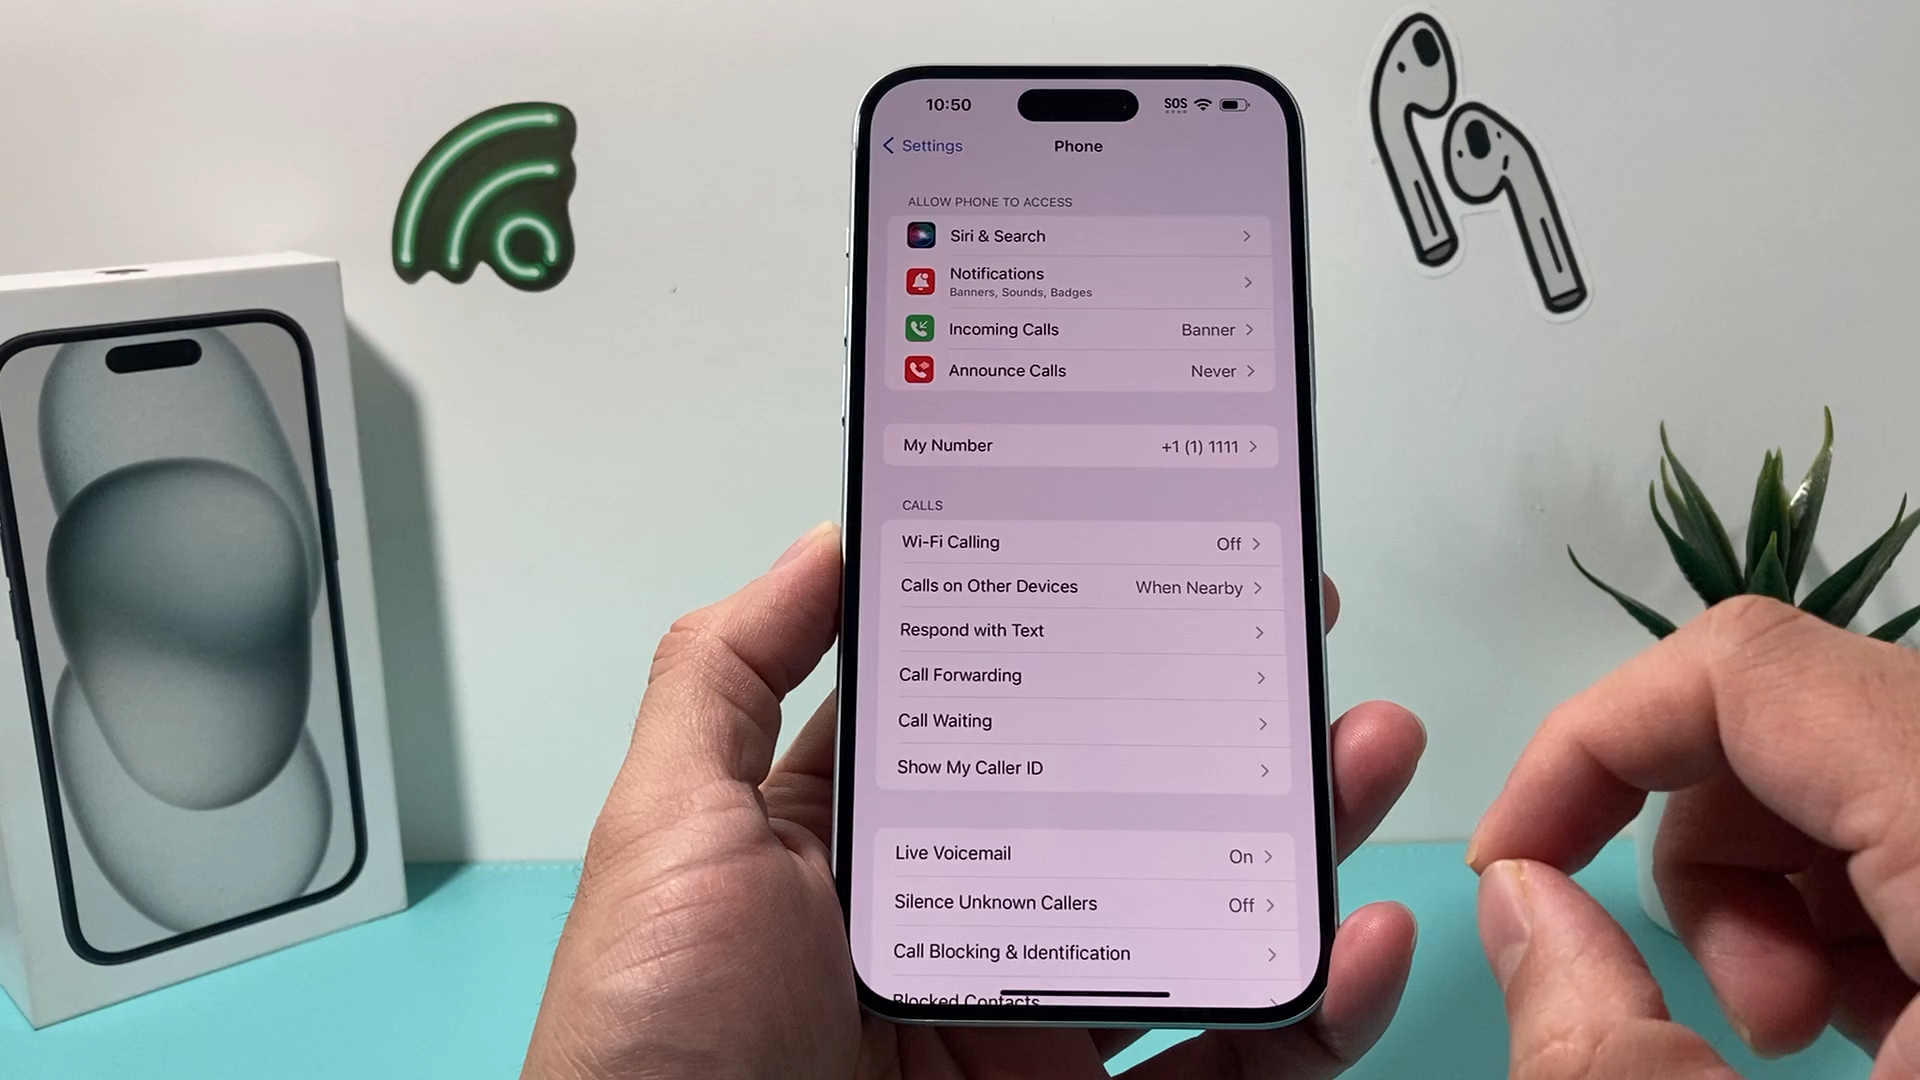 10:50 SOS
Settings Phone
ALLOW PHONE TO ACCESS
Siri & Search
Notifications
Banners, Sounds, Badges
Incoming Calls Banner
Announce Calls Never
My Number +1 (1) 1111
CALLS
Wi-Fi Calling Off
Calls on Other Devices When Nearby
Respond with Text
Call Forwarding
Call Waiting
Show My Caller ID
Live Voicemail On
Silence Unknown Callers Off
Call Blocking & Identification
Blocked Contacts